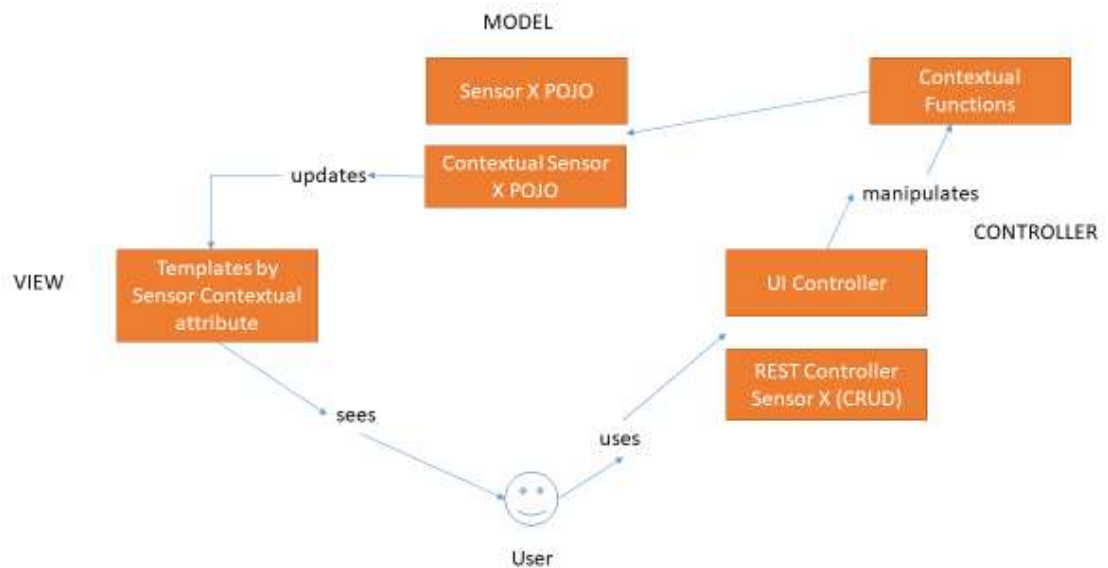 MODEL
Sensor X POJO
Contextual
Functions
Contextual Sensor
X POJO
updates
manipulates
CONTROLLER
VIEW
Templates by
Sensor Contextual
attribute
UI Controller
REST Controller
Sensor X (CRUD)
sees
uses
User